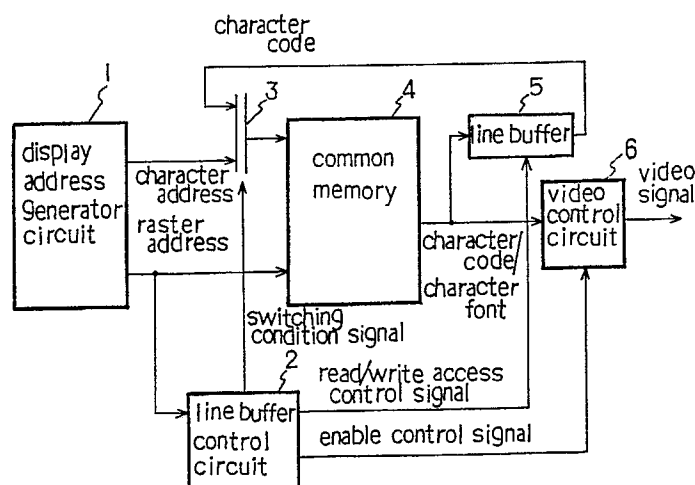 character
code
1
3
4
5
6
display
address
generator
circuit
character
address
raster
address
common
memory
line buffer
video
control
circuit
video
signal
character
code/
character
font
switching
condition signal
2
line buffer
control
circuit
read/write access
control signal
enable control signal